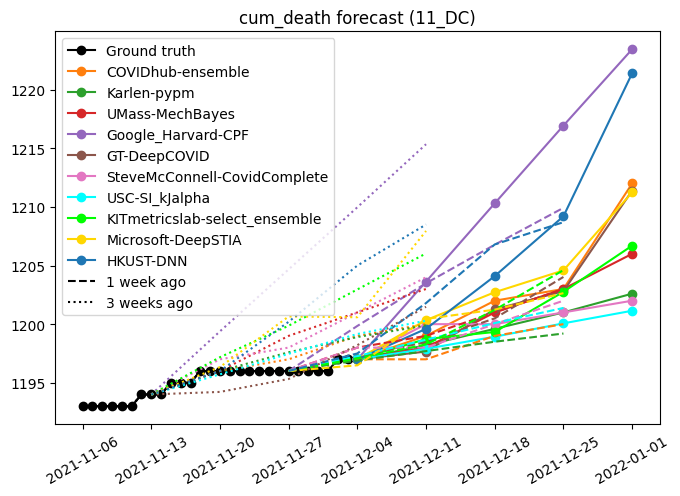 cum_death forecast (11_DC)
Ground truth
COVIDhub-ensemble
Karlen-pypm
UMass-MechBayes
Google_Harvard-CPF
GT-DeepCOVID
SteveMcConnell-CovidComplete
USC-SI_kJalpha
KITmetricslab-select_ensemble
Microsoft-DeepSTIA
HKUST-DNN
1 week ago
3 weeks ago
1220
1215
1210
1205
1200
1195
2021-11-06
2021-11-13
2021-11-20
2021-11-27
2021-12-04
2021-12-11
2021-12-18
2021-12-25
2022-01-01